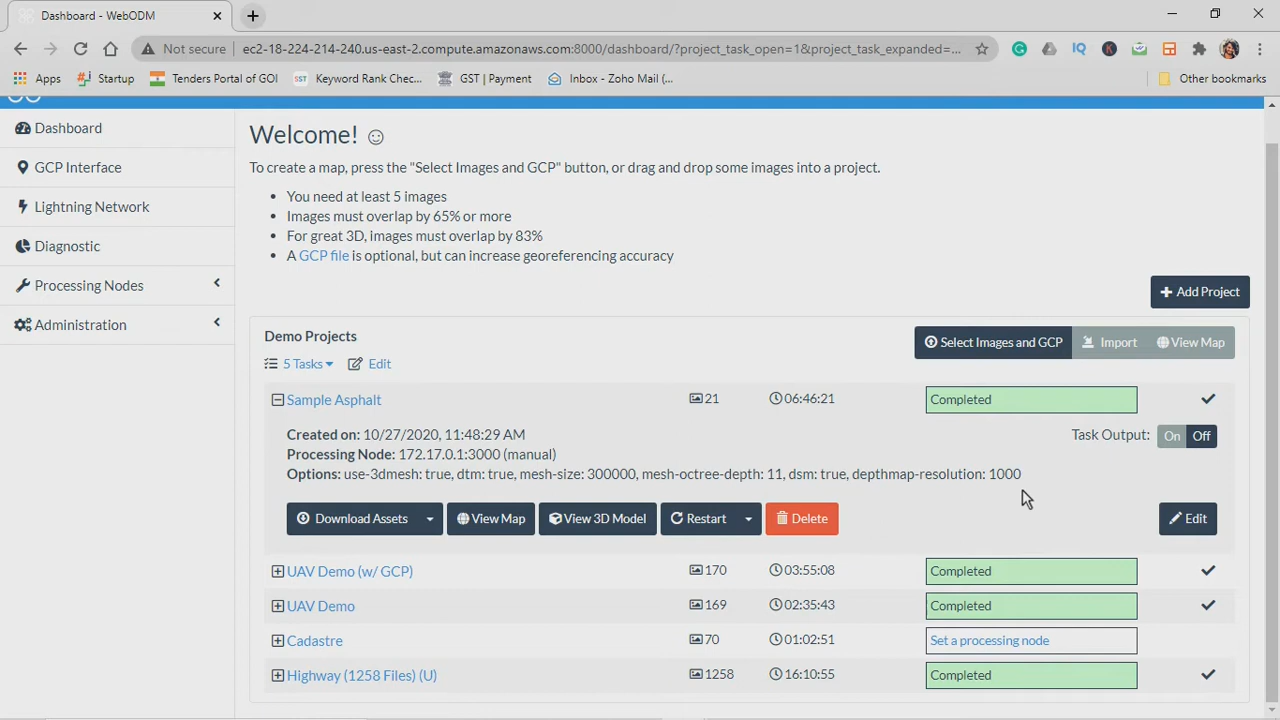 Dashboard - WebODM
Not secure ec2-18-224-214-240.us-east-2.compute.amazonaws.com:8000/dashboard/?project_task_open=1&project_task_expanded=...
Apps Startup Tenders Portal of GOI SST Keyword Rank Chec... GST | Payment Inbox - Zoho Mail (... Other bookmarks
Dashboard
GCP Interface
Lightning Network
Diagnostic
Processing Nodes
Administration
Welcome!
To create a map, press the "Select Images and GCP" button, or drag and drop some images into a project.
You need at least 5 images
Images must overlap by 65% or more
For great 3D, images must overlap by 83%
A GCP file is optional, but can increase georeferencing accuracy
Add Project
Demo Projects
Select Images and GCP Import View Map
5 Tasks Edit
Sample Asphalt 21 06:46:21 Completed
Created on: 10/27/2020, 11:48:29 AM
Task Output: On Off
Processing Node: 172.17.0.1:3000 (manual)
Options: use-3dmesh: true, dtm: true, mesh-size: 300000, mesh-octree-depth: 11, dsm: true, depthmap-resolution: 1000
Download Assets View Map View 3D Model Restart Delete Edit
UAV Demo (w/ GCP) 170 03:55:08 Completed
UAV Demo 169 02:35:43 Completed
Cadastre 70 01:02:51 Set a processing node
Highway (1258 Files) (U) 1258 16:10:55 Completed